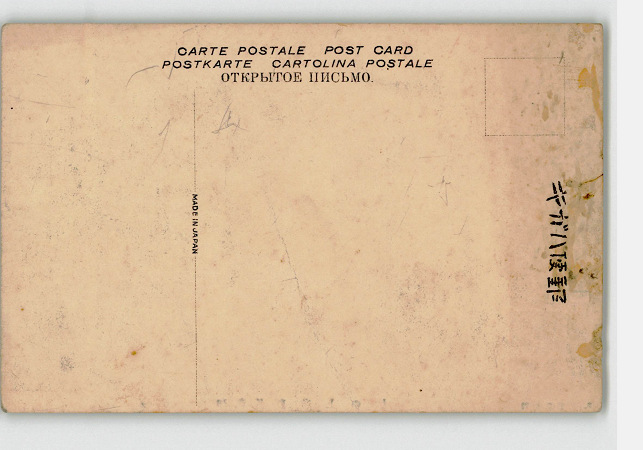 CARTE POSTALE POST CARD
POSTKARTE CARTOLINA POSTALE
ОТКРЫТОЕ ПИСЬМО.
MADE IN JAPAN